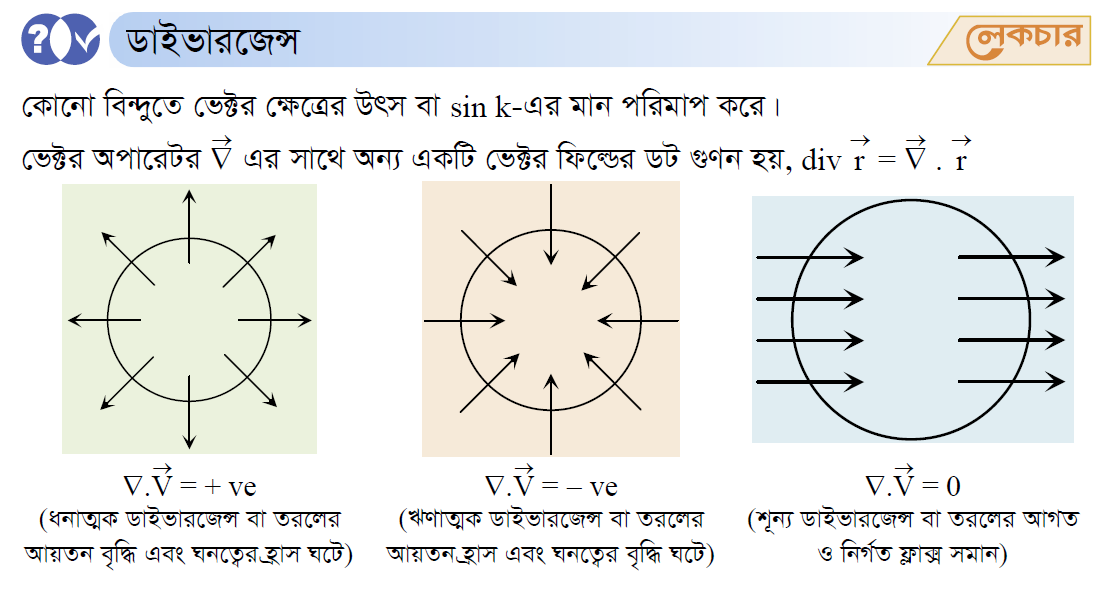 ?
ডাইভারজেন্স
লেকচার
কোনো বিন্দুতে ভেক্টর ক্ষেত্রের উৎস বা sin k-এর মান পরিমাপ করে।
ভেক্টর অপারেটর ∇⃗ এর সাথে অন্য একটি ভেক্টর ফিল্ডের ডট গুণন হয়, div r⃗ = ∇⃗ . r⃗
∇.V⃗ = + ve
(ধনাত্মক ডাইভারজেন্স বা তরলের
আয়তন বৃদ্ধি এবং ঘনত্বের হ্রাস ঘটে)
∇.V⃗ = – ve
(ঋণাত্মক ডাইভারজেন্স বা তরলের
আয়তন হ্রাস এবং ঘনত্বের বৃদ্ধি ঘটে)
∇.V⃗ = 0
(শূন্য ডাইভারজেন্স বা তরলের আগত
ও নির্গত ফ্লাক্স সমান)